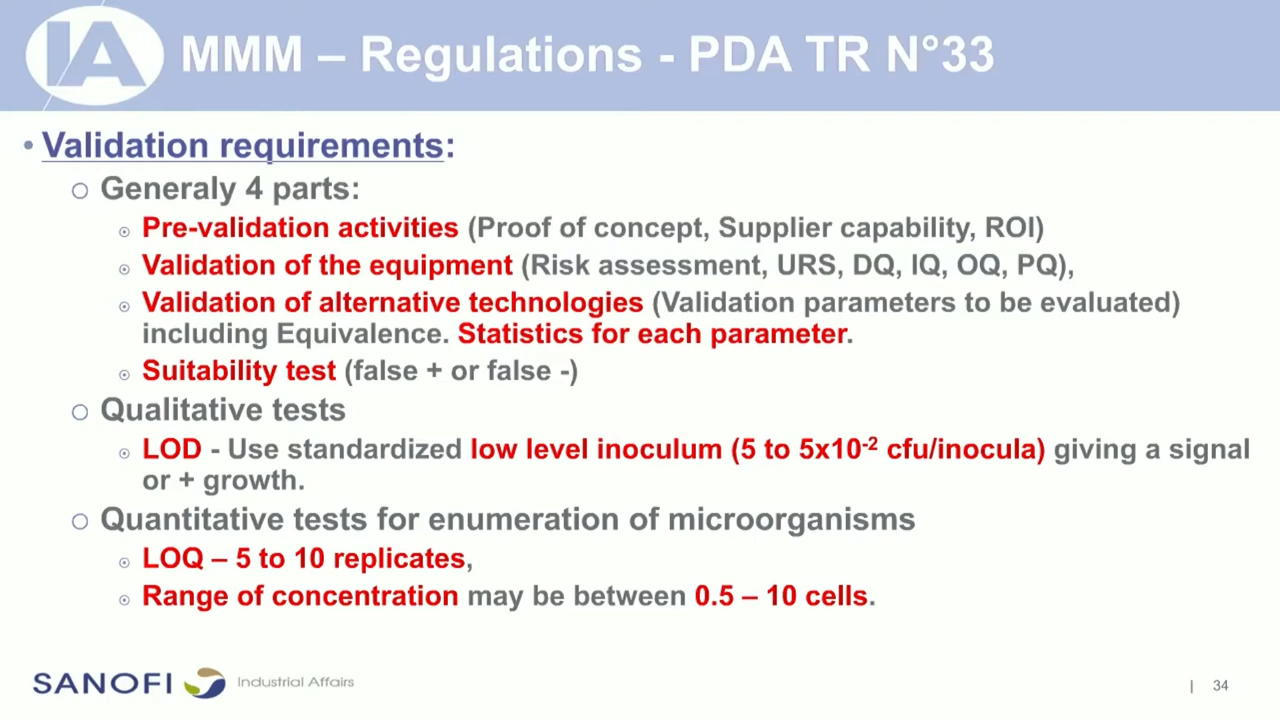 IA
MMM – Regulations - PDA TR N°33
• Validation requirements:
○ Generaly 4 parts:
⊙ Pre-validation activities (Proof of concept, Supplier capability, ROI)
⊙ Validation of the equipment (Risk assessment, URS, DQ, IQ, OQ, PQ),
⊙ Validation of alternative technologies (Validation parameters to be evaluated)
including Equivalence. Statistics for each parameter.
⊙ Suitability test (false + or false -)
○ Qualitative tests
⊙ LOD - Use standardized low level inoculum (5 to 5x10⁻² cfu/inocula) giving a signal
or + growth.
○ Quantitative tests for enumeration of microorganisms
⊙ LOQ – 5 to 10 replicates,
⊙ Range of concentration may be between 0.5 – 10 cells.
SANOFI Industrial Affairs
| 34